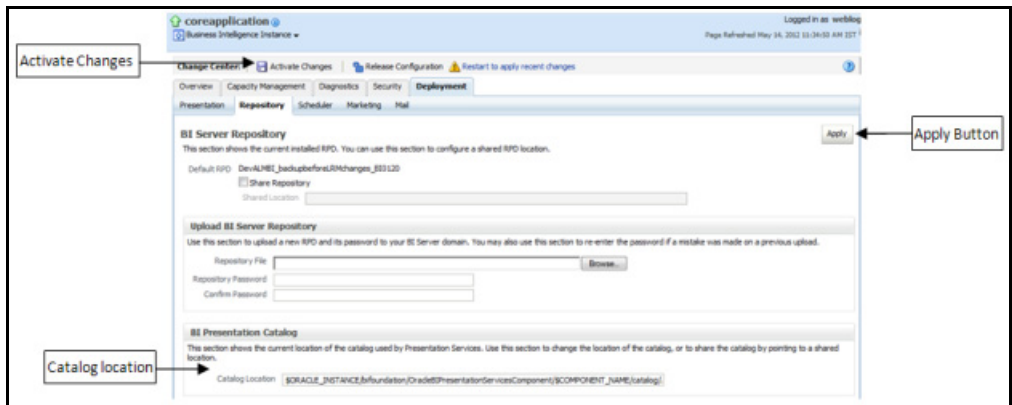 coreapplication
Logged in as weblog
Business Intelligence Instance
Page Refreshed May 16, 2012 11:34:50 AM IST
Activate Changes
Change Center:
Activate Changes
Release Configuration
Restart to apply recent changes
Overview Capacity Management Diagnostics Security Deployment
Presentation Repository Scheduler Marketing Mail
BI Server Repository
Apply
Apply Button
This section shows the current installed RPD. You can use this section to configure a shared RPD location.
Default RPD
Share Repository
Shared Location
Upload BI Server Repository
Use this section to upload a new RPD and its password to your BI Server domain. You may also use this section to re-enter the password if a mistake was made on a previous upload.
Repository File
Browse...
Repository Password
Confirm Password
BI Presentation Catalog
This section shows the current location of the catalog used by Presentation Services. Use this section to change the location of the catalog, or to share the catalog by pointing to a shared
location.
Catalog location
Catalog Location $ORACLE_INSTANCE/bifoundation/OracleBIPresentationServicesComponent/$COMPONENT_NAME/catalog/